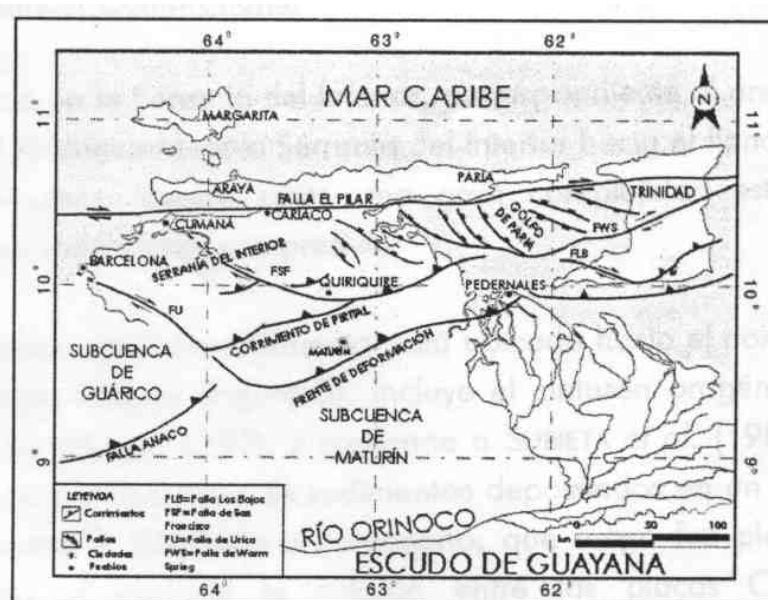 64° 63° 62°
MAR CARIBE
N
11° 11°
MARGARITA
PARIA
ARAYA
FALLA EL PILAR
TRINIDAD
CARIACO
CUMANÁ
GOLFO
DE PARIA
FWS
BARCELONA
SERRANÍA DEL INTERIOR
FSF
FLB
QUIRIQUIRE
PEDERNALES
10° 10°
FU
CORRIMIENTO DE PIRITAL
MATURÍN
FRENTE DE DEFORMACIÓN
SUBCUENCA
DE
GUÁRICO
SUBCUENCA
DE
MATURÍN
FALLA ANACO
9° 9°
LEYENDA
Corrimientos
Fallas
Ciudades
Pueblos
FLB=Falla Los Bajos
FSF=Falla de San
Francisco
FU=Falla de Urica
FWS=Falla de Warm
Spring
RÍO ORINOCO
0 50 100
km
ESCUDO DE GUAYANA
64° 63° 62°